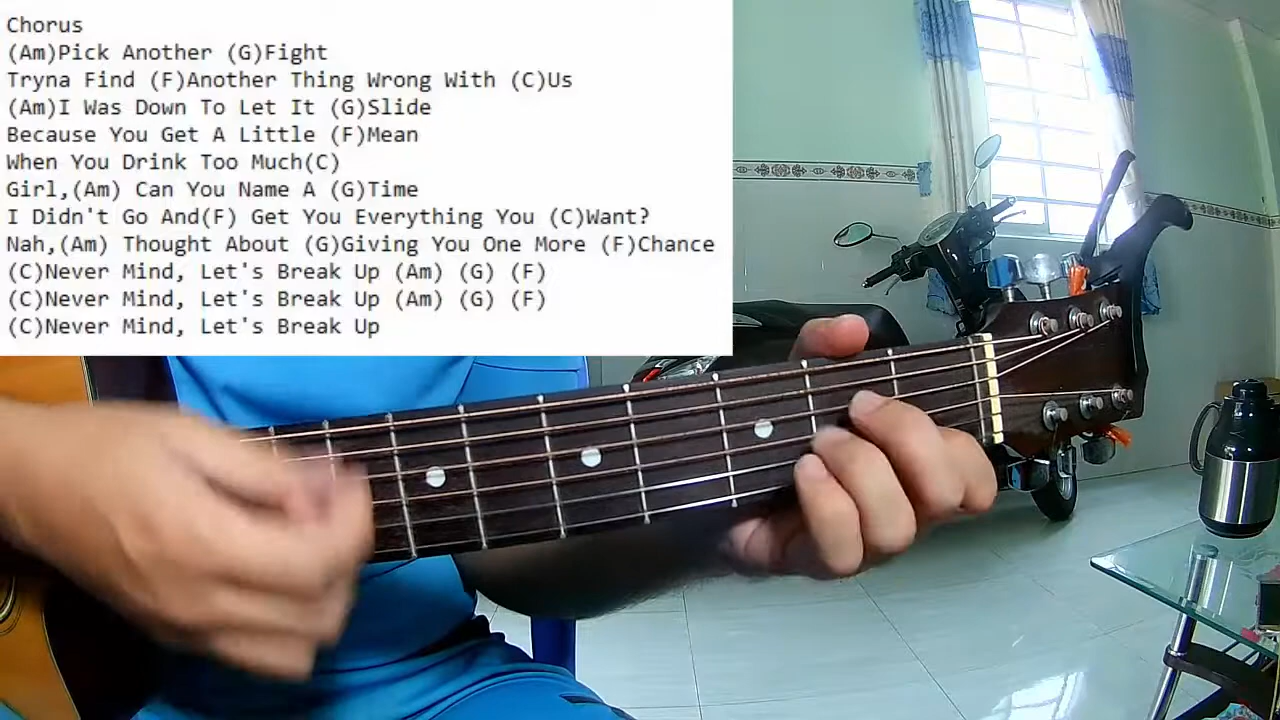 Chorus
(Am)Pick Another (G)Fight
Tryna Find (F)Another Thing Wrong With (C)Us
(Am)I Was Down To Let It (G)Slide
Because You Get A Little (F)Mean
When You Drink Too Much(C)
Girl,(Am) Can You Name A (G)Time
I Didn't Go And(F) Get You Everything You (C)Want?
Nah,(Am) Thought About (G)Giving You One More (F)Chance
(C)Never Mind, Let's Break Up (Am) (G) (F)
(C)Never Mind, Let's Break Up (Am) (G) (F)
(C)Never Mind, Let's Break Up